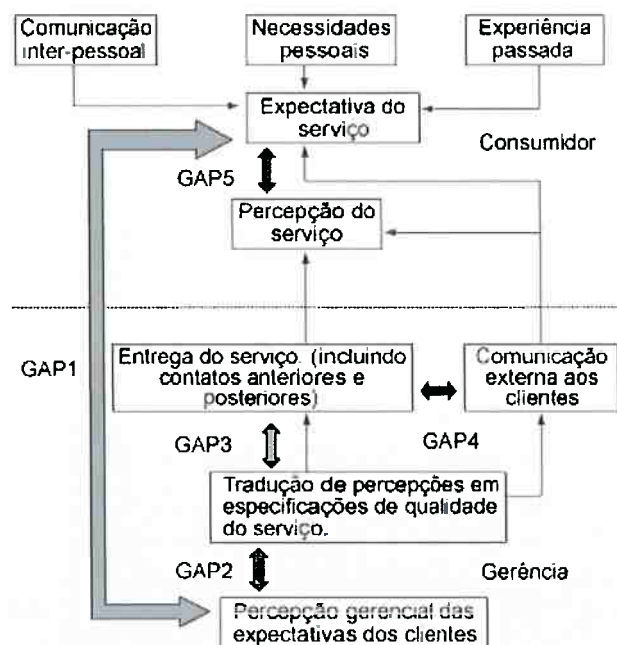 Comunicação
inter-pessoal
Necessidades
pessoais
Experiência
passada
Expectativa do
serviço
Consumidor
GAP5
Percepção do
serviço
GAP1
Entrega do serviço. (incluindo
contatos anteriores e
posteriores)
Comunicação
externa aos
clientes
GAP3
GAP4
Tradução de percepções em
especificações de qualidade
do serviço.
GAP2
Gerência
Percepção gerencial das
expectativas dos clientes